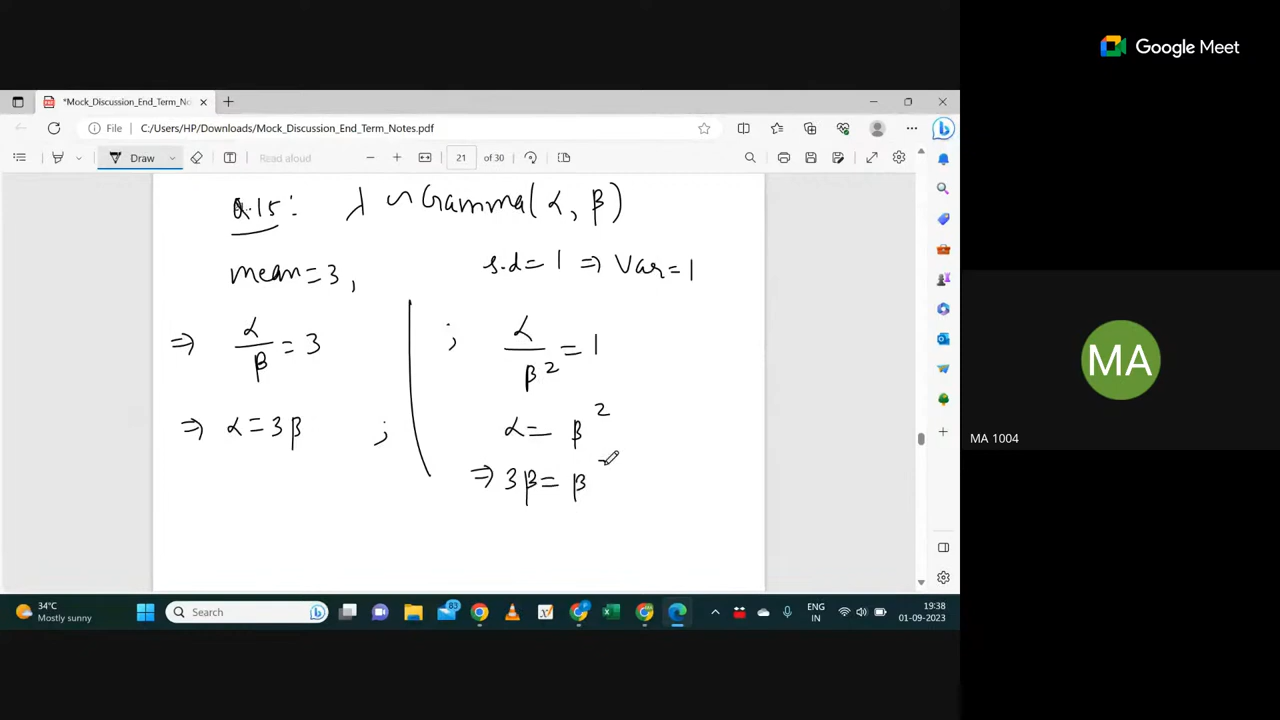 Google Meet
*Mock_Discussion_End_Term_No
File
C:/Users/HP/Downloads/Mock_Discussion_End_Term_Notes.pdf
Draw
Read aloud
21 of 30
Q.15: λ ~ Gamma(α, β)
mean = 3, s.d = 1 ⇒ Var = 1
⇒ α/β = 3 ; α/β² = 1
⇒ α = 3β ; α = β²
⇒ 3β = β
MA
MA 1004
34°C
Mostly sunny
Search
83
ENG
IN
19:38
01-09-2023